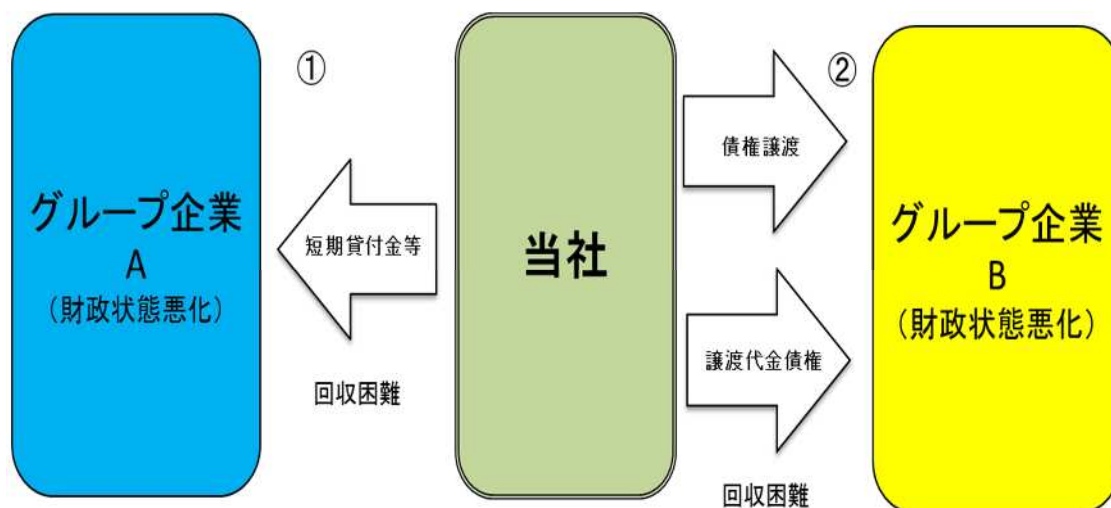 グループ企業
A
（財政状態悪化）
①
短期貸付金等
回収困難
当社
②
債権譲渡
譲渡代金債権
回収困難
グループ企業
B
（財政状態悪化）